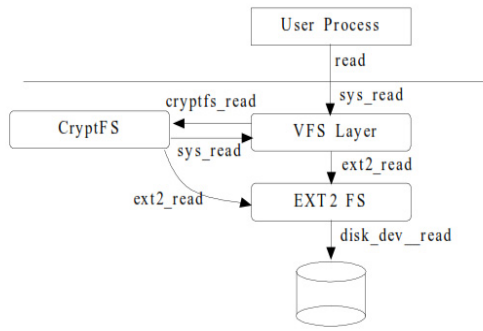 User Process
read
sys_read
cryptfs_read
CryptFS
VFS Layer
sys_read
ext2_read
ext2_read
EXT2 FS
disk_dev__read